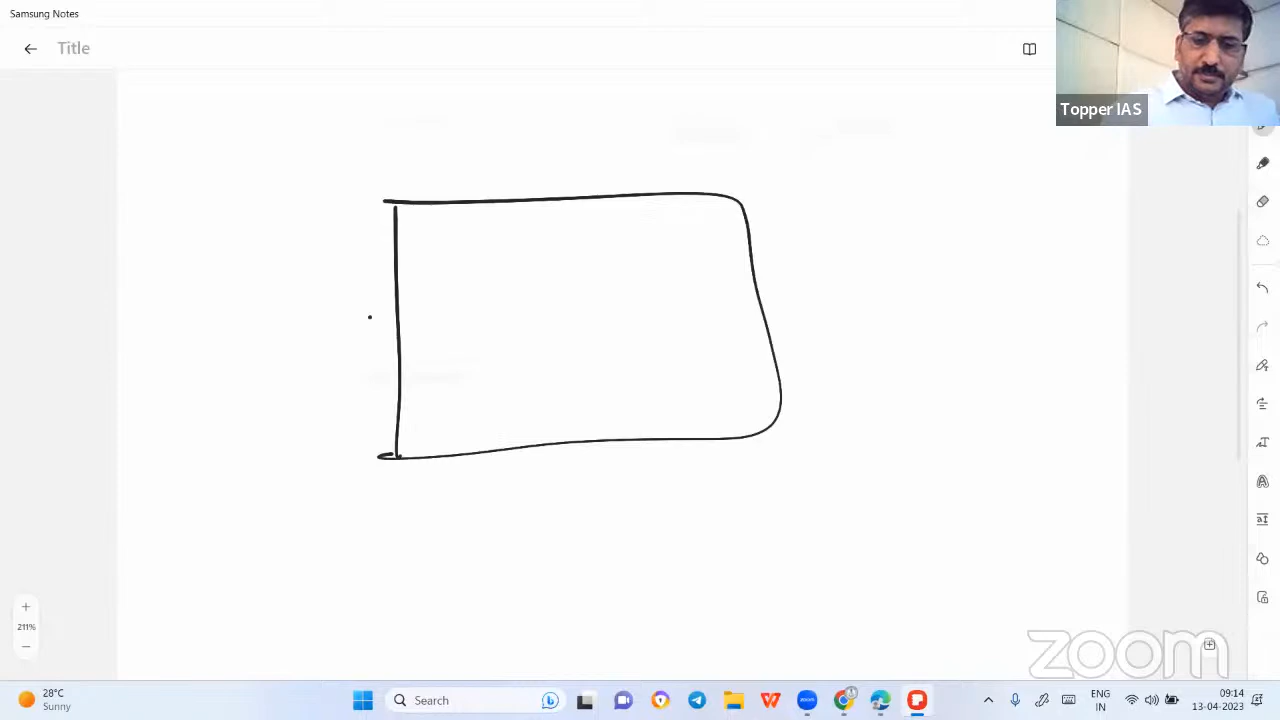 Samsung Notes
Title
Topper IAS
211%
zoom
28°C
Sunny
Search
ENG
IN
09:14
13-04-2023